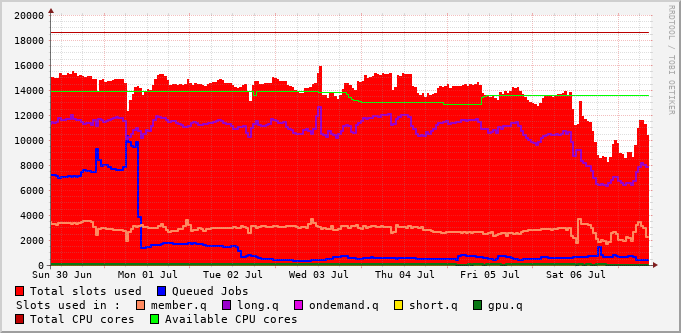 20000
18000
16000
14000
12000
10000
8000
6000
4000
2000
0
Sun 30 Jun Mon 01 Jul Tue 02 Jul Wed 03 Jul Thu 04 Jul Fri 05 Jul Sat 06 Jul
Total slots used Queued Jobs
Slots used in : member.q long.q ondemand.q short.q gpu.q
Total CPU cores Available CPU cores
RRDTOOL / TOBI OETIKER